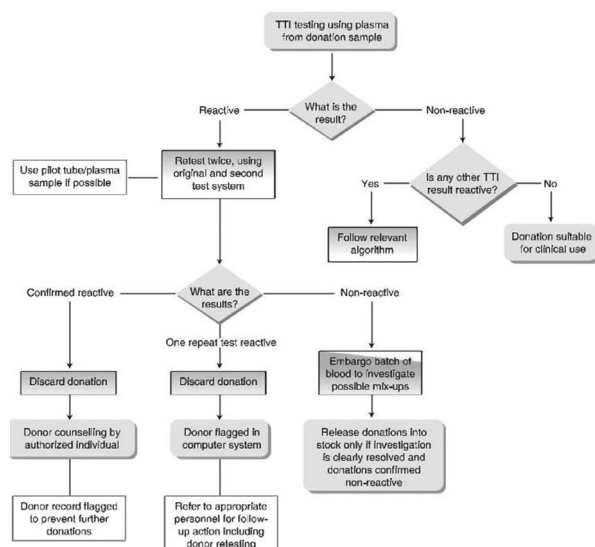 TTI testing using plasma
from donation sample
What is the
result?
Reactive
Non-reactive
Use pilot tube/plasma
sample if possible
Retest twice, using
original and second
test system
Is any other TTI
result reactive?
Yes
No
Follow relevant
algorithm
Donation suitable
for clinical use
What are the
results?
Confirmed reactive
Non-reactive
One repeat test reactive
Discard donation
Discard donation
Embargo batch of
blood to investigate
possible mix-ups
Donor counselling by
authorized individual
Donor flagged in
computer system
Release donations into
stock only if investigation
is clearly resolved and
donations confirmed
non-reactive
Donor record flagged
to prevent further
donations
Refer to appropriate
personnel for follow-
up action including
donor retesting